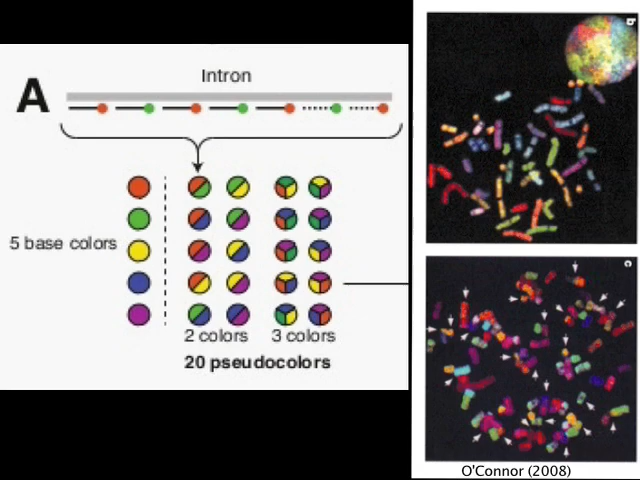 A
Intron
5 base colors
2 colors
3 colors
20 pseudocolors
b
c
O'Connor (2008)